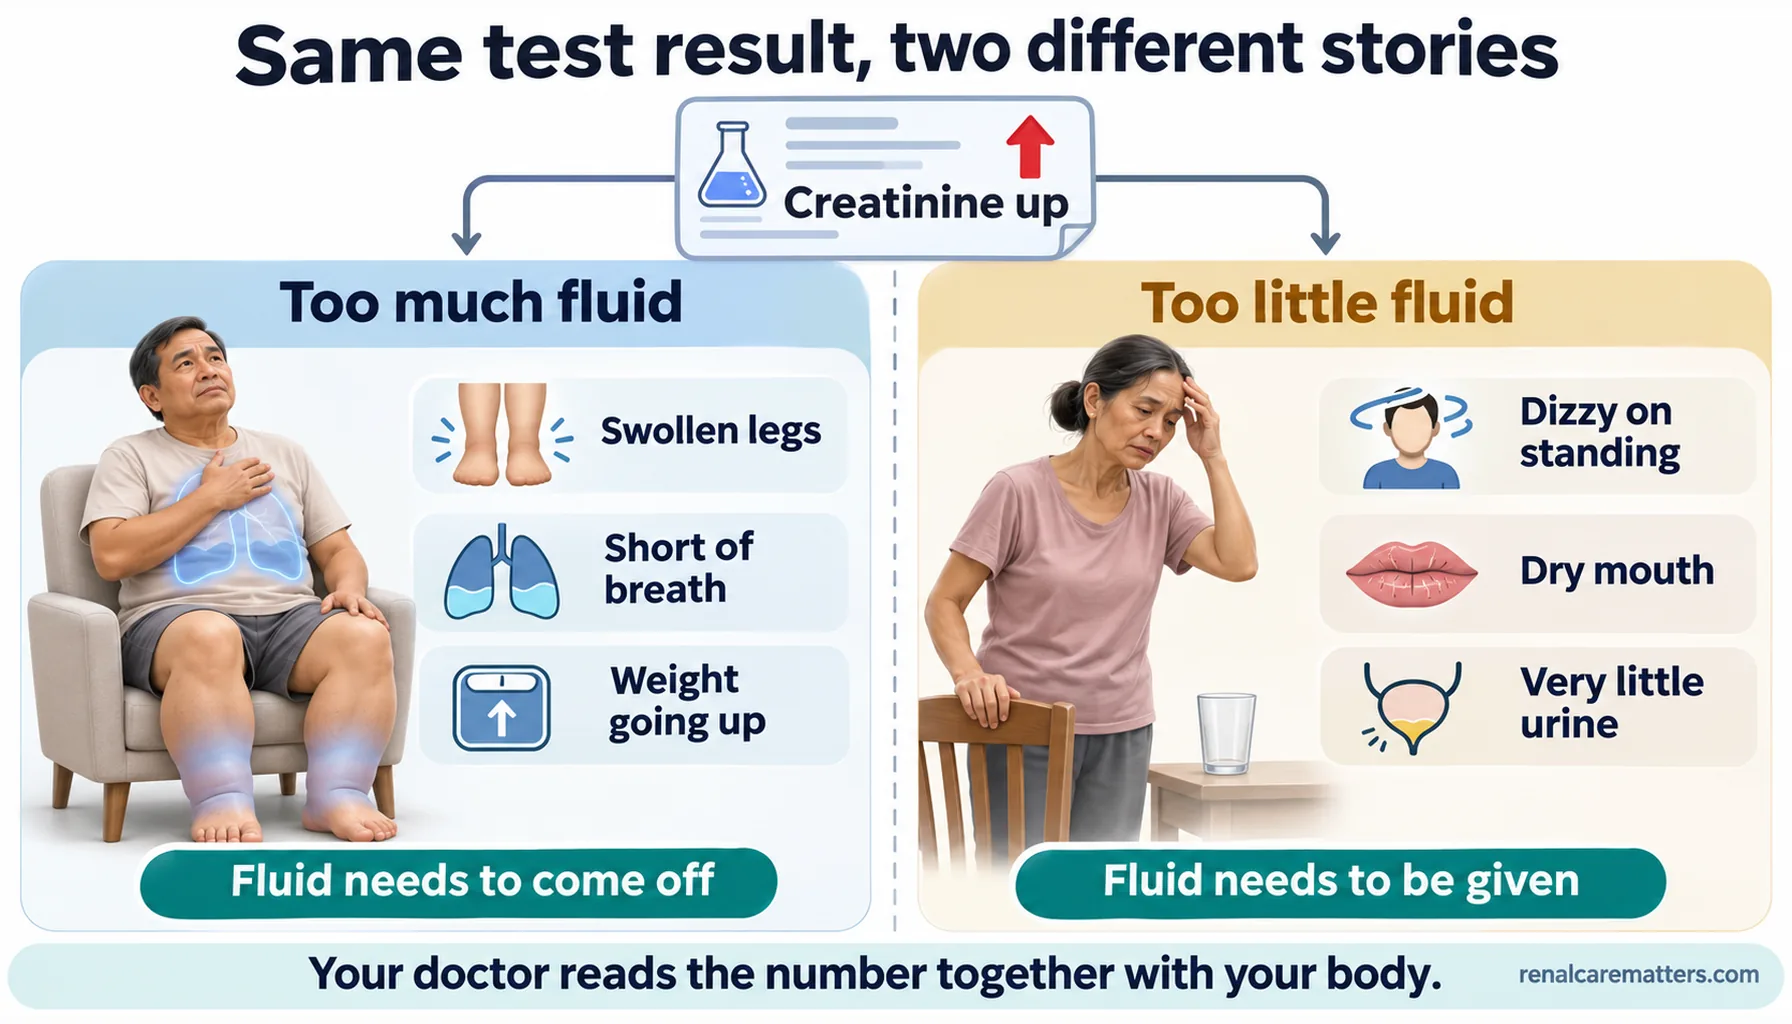 Same test result, two different stories
Creatinine up
Too much fluid
Swollen legs
Short of
breath
Weight
going up
Fluid needs to come off
Too little fluid
Dizzy on
standing
Dry mouth
Very little
urine
Fluid needs to be given
Your doctor reads the number together with your body.
renalcarematters.com